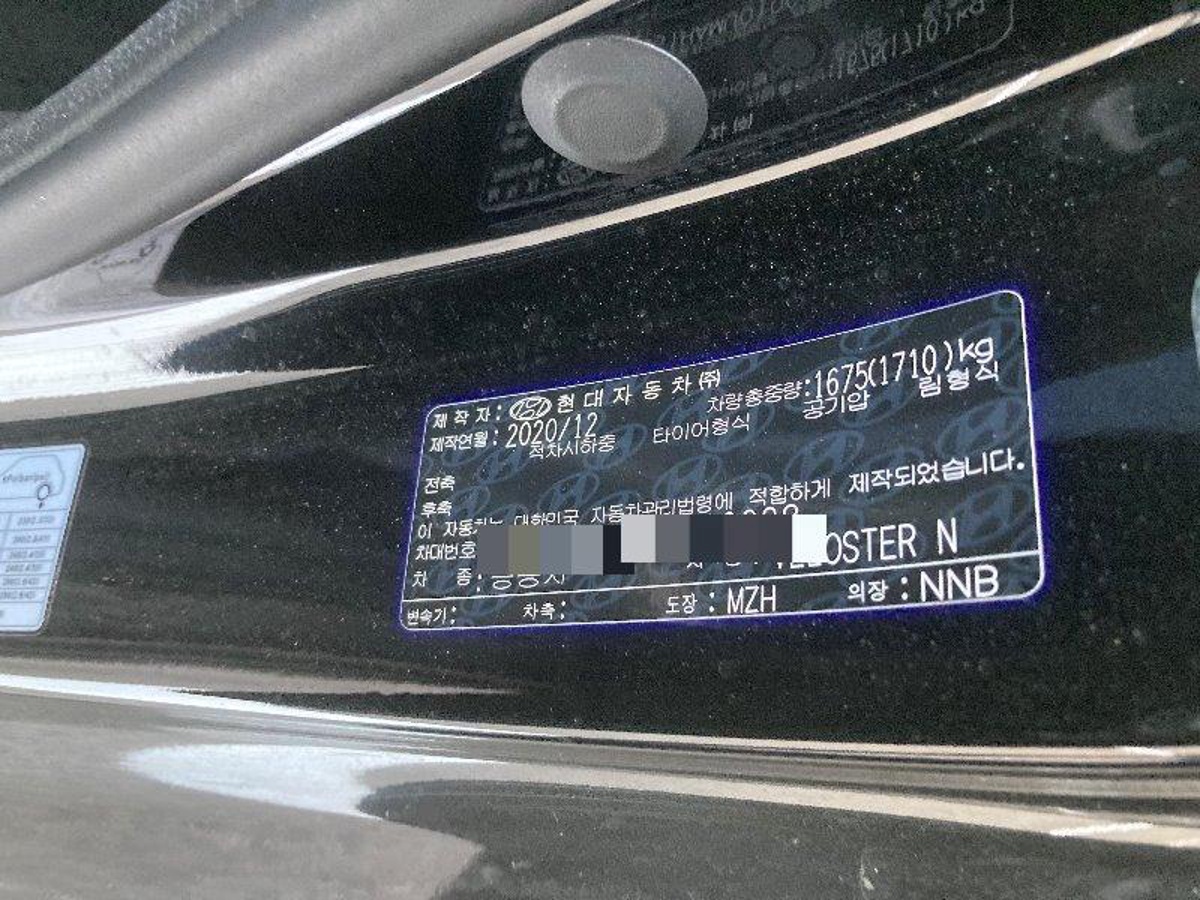 제 작 자 : 현 대 자 동 차 ㈜
제작연월 : 2020/12 차량총중량:1675(1710)kg
적차시하중 타이어형식 공기압 림형식
전축
후축
이 자동차는 대한민국 자동차관리법령에 적합하게 제작되었습니다.
차대번호
차 종 : 승용차 OSTER N
변속기 : 차축 : 도장 : MZH 의장 : NNB